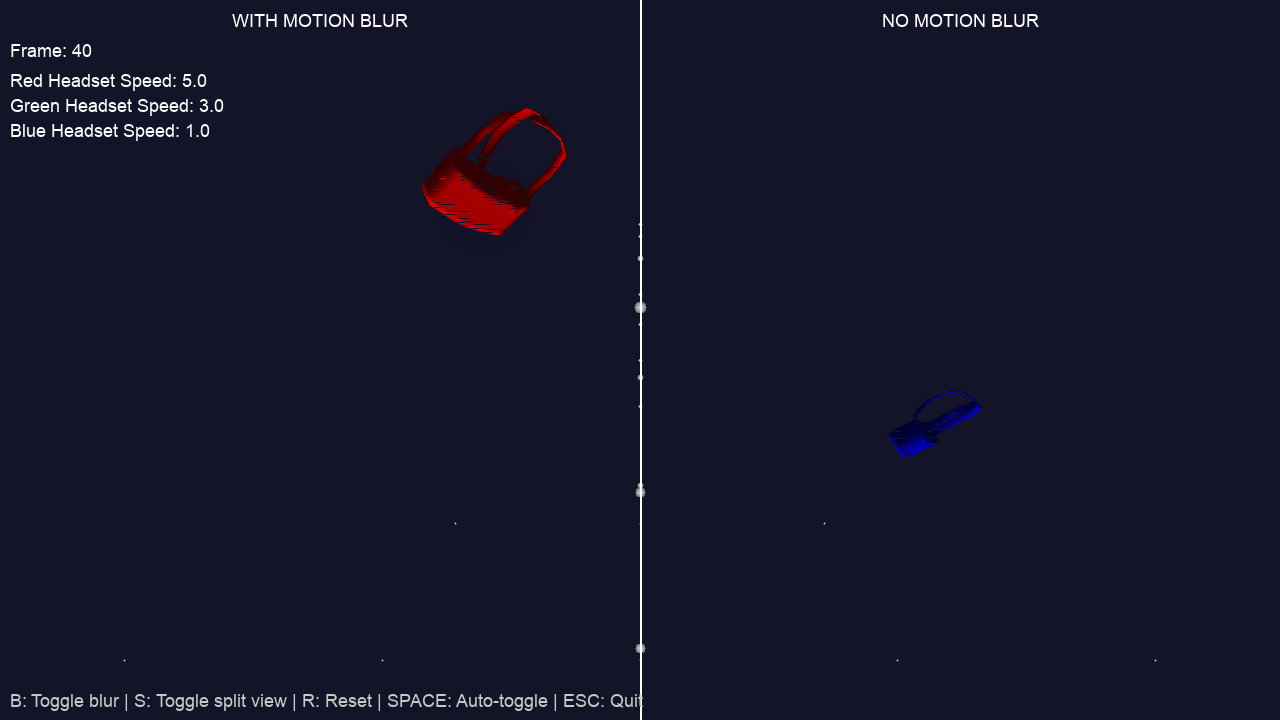 WITH MOTION BLUR
NO MOTION BLUR
Frame: 40
Red Headset Speed: 5.0
Green Headset Speed: 3.0
Blue Headset Speed: 1.0
B: Toggle blur | S: Toggle split view | R: Reset | SPACE: Auto-toggle | ESC: Quit